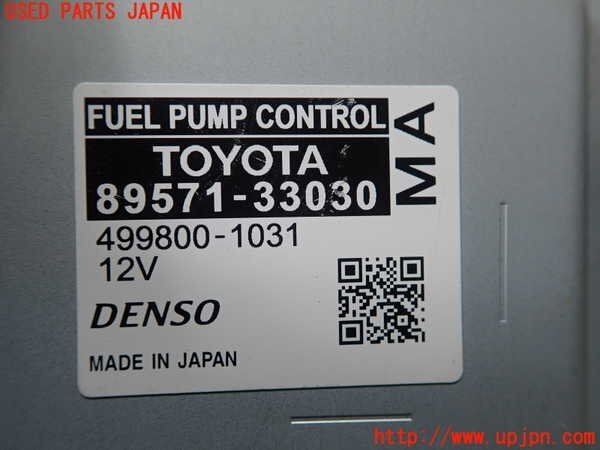 USED PARTS JAPAN
FUEL PUMP CONTROL
TOYOTA
89571-33030
MA
499800-1031
12V
DENSO
MADE IN JAPAN
http://www.upjpn.com/